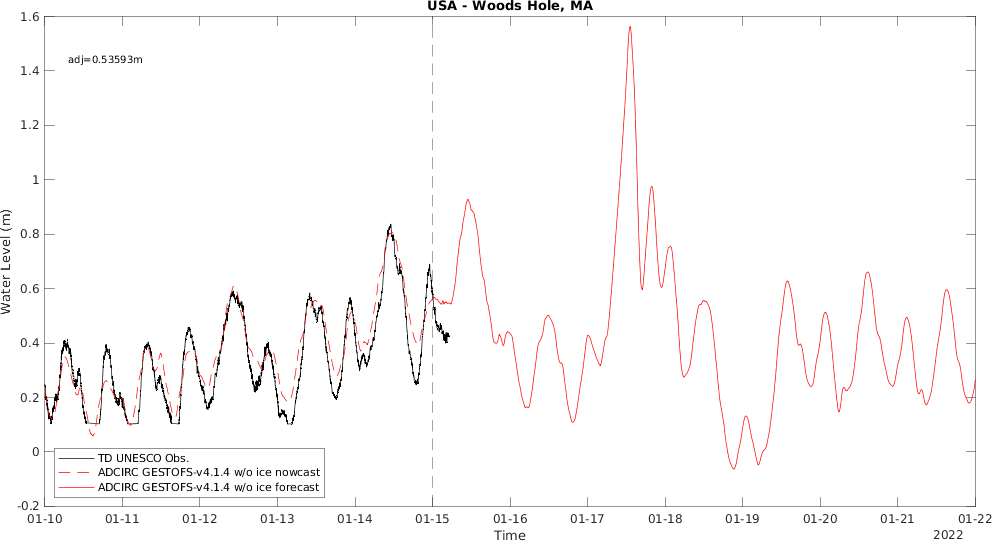 USA - Woods Hole, MA
adj=0.53593m
Water Level (m)
1.6
1.4
1.2
1
0.8
0.6
0.4
0.2
0
-0.2
TD UNESCO Obs.
ADCIRC GESTOFS-v4.1.4 w/o ice nowcast
ADCIRC GESTOFS-v4.1.4 w/o ice forecast
01-10 01-11 01-12 01-13 01-14 01-15 01-16 01-17 01-18 01-19 01-20 01-21 01-22
Time
2022